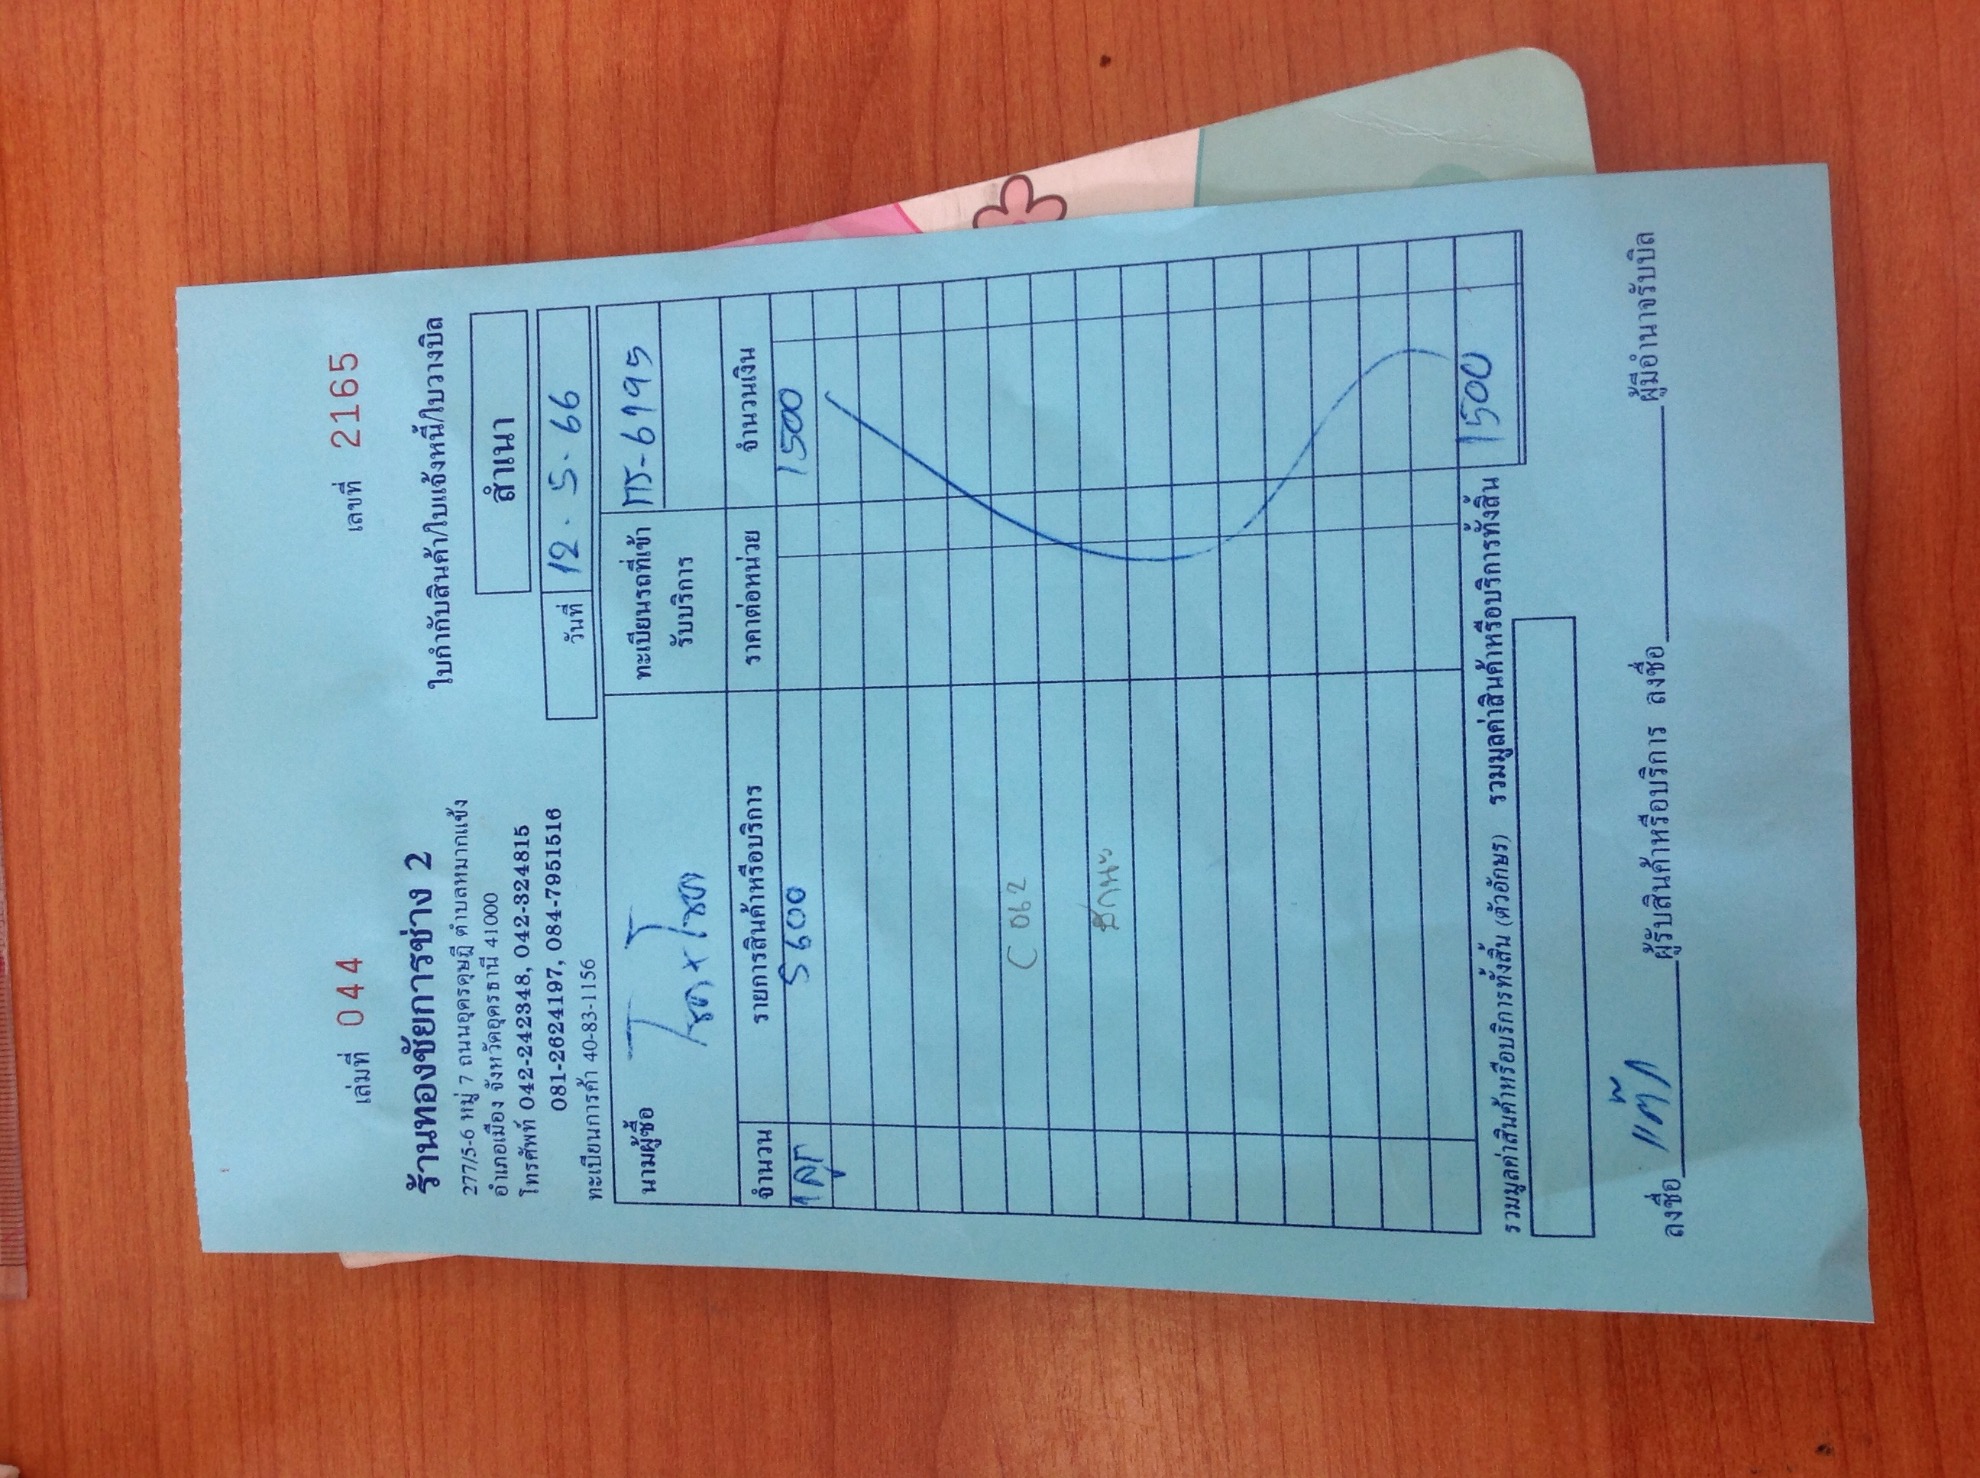 เล่มที่ 044 เลขที่ 2165
ร้านทองชัยการช่าง 2
277/5-6 หมู่ 7 ถนนอุดรดุษฎี ตำบลหมากแข้ง
อำเภอเมือง จังหวัดอุดรธานี 41000
โทรศัพท์ 042-242348, 042-324815
081-2624197, 084-7951516
ทะเบียนการค้า 40-83-1156
ใบกำกับสินค้า/ใบแจ้งหนี้/ใบวางบิล
สำเนา
วันที่ 12.5.66
นามผู้ซื้อ
ทะเบียนรถที่เข้า
รับบริการ
6195
จำนวน รายการสินค้าหรือบริการ ราคาต่อหน่วย จำนวนเงิน
1 ลูก 5600 1500
C 062
ชำนะ
รวมมูลค่าสินค้าหรือบริการทั้งสิ้น (ตัวอักษร) รวมมูลค่าสินค้าหรือบริการทั้งสิ้น 1500
ลงชื่อ ผู้รับสินค้าหรือบริการ ลงชื่อ ผู้มีอำนาจรับบิล